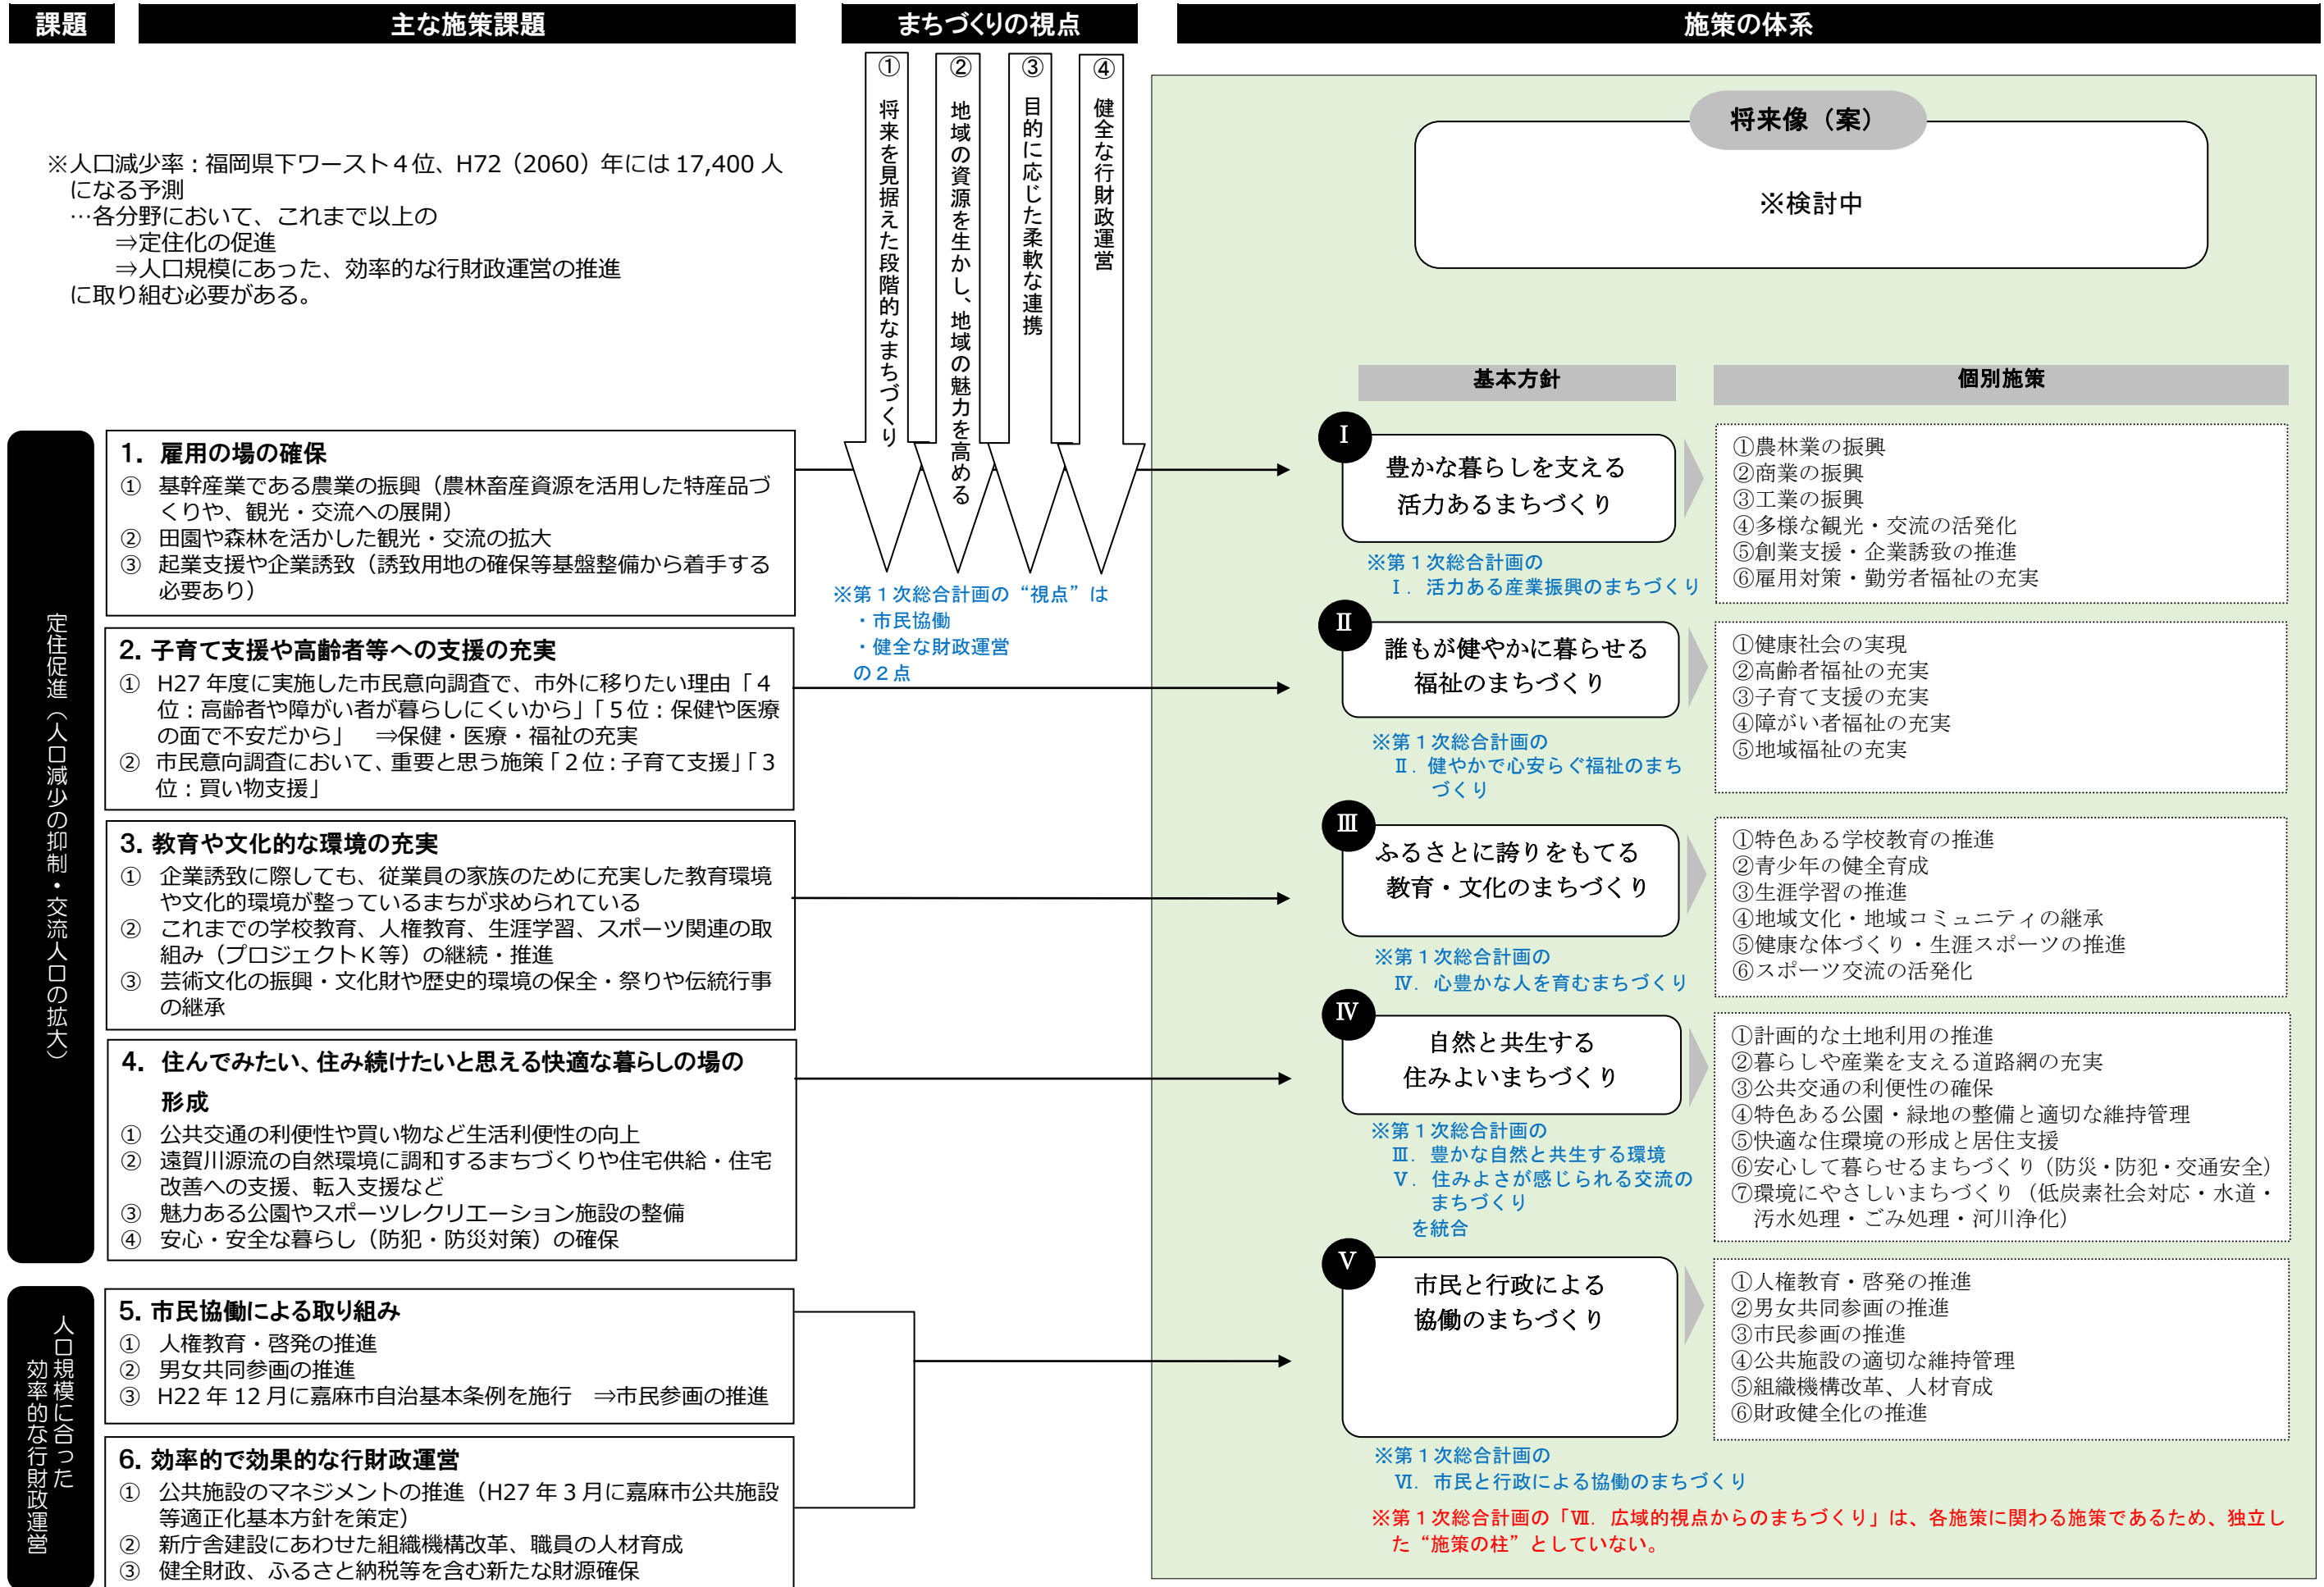 課題
主な施策課題
まちづくりの視点
施策の体系
※人口減少率：福岡県下ワースト４位、H72（2060）年には 17,400 人
になる予測
…各分野において、これまで以上の
⇒定住化の促進
⇒人口規模にあった、効率的な行財政運営の推進
に取り組む必要がある。
① 将来を見据えた段階的なまちづくり
② 地域の資源を生かし、地域の魅力を高める
③ 目的に応じた柔軟な連携
④ 健全な行財政運営
※第１次総合計画の“視点”は
・市民協働
・健全な財政運営
の２点
定住促進（人口減少の抑制・交流人口の拡大）
1. 雇用の場の確保
① 基幹産業である農業の振興（農林畜産資源を活用した特産品づ
くりや、観光・交流への展開）
② 田園や森林を活かした観光・交流の拡大
③ 起業支援や企業誘致（誘致用地の確保等基盤整備から着手する
必要あり）
2. 子育て支援や高齢者等への支援の充実
① H27 年度に実施した市民意向調査で、市外に移りたい理由「４
位：高齢者や障がい者が暮らしにくいから」「５位：保健や医療
の面で不安だから」 ⇒保健・医療・福祉の充実
② 市民意向調査において、重要と思う施策「２位：子育て支援」「３
位：買い物支援」
3. 教育や文化的な環境の充実
① 企業誘致に際しても、従業員の家族のために充実した教育環境
や文化的環境が整っているまちが求められている
② これまでの学校教育、人権教育、生涯学習、スポーツ関連の取
組み（プロジェクトＫ等）の継続・推進
③ 芸術文化の振興・文化財や歴史的環境の保全・祭りや伝統行事
の継承
4. 住んでみたい、住み続けたいと思える快適な暮らしの場の
形成
① 公共交通の利便性や買い物など生活利便性の向上
② 遠賀川源流の自然環境に調和するまちづくりや住宅供給・住宅
改善への支援、転入支援など
③ 魅力ある公園やスポーツレクリエーション施設の整備
④ 安心・安全な暮らし（防犯・防災対策）の確保
人口規模に合った
効率的な行財政運営
5. 市民協働による取り組み
① 人権教育・啓発の推進
② 男女共同参画の推進
③ H22 年 12 月に嘉麻市自治基本条例を施行 ⇒市民参画の推進
6. 効率的で効果的な行財政運営
① 公共施設のマネジメントの推進（H27 年 3 月に嘉麻市公共施設
等適正化基本方針を策定）
② 新庁舎建設にあわせた組織機構改革、職員の人材育成
③ 健全財政、ふるさと納税等を含む新たな財源確保
将来像（案）
※検討中
基本方針
個別施策
Ⅰ
豊かな暮らしを支える
活力あるまちづくり
※第１次総合計画の
Ⅰ．活力ある産業振興のまちづくり
①農林業の振興
②商業の振興
③工業の振興
④多様な観光・交流の活発化
⑤創業支援・企業誘致の推進
⑥雇用対策・勤労者福祉の充実
Ⅱ
誰もが健やかに暮らせる
福祉のまちづくり
※第１次総合計画の
Ⅱ．健やかで心安らぐ福祉のまち
づくり
①健康社会の実現
②高齢者福祉の充実
③子育て支援の充実
④障がい者福祉の充実
⑤地域福祉の充実
Ⅲ
ふるさとに誇りをもてる
教育・文化のまちづくり
※第１次総合計画の
Ⅳ．心豊かな人を育むまちづくり
①特色ある学校教育の推進
②青少年の健全育成
③生涯学習の推進
④地域文化・地域コミュニティの継承
⑤健康な体づくり・生涯スポーツの推進
⑥スポーツ交流の活発化
Ⅳ
自然と共生する
住みよいまちづくり
※第１次総合計画の
Ⅲ．豊かな自然と共生する環境
Ⅴ．住みよさが感じられる交流の
まちづくり
を統合
①計画的な土地利用の推進
②暮らしや産業を支える道路網の充実
③公共交通の利便性の確保
④特色ある公園・緑地の整備と適切な維持管理
⑤快適な住環境の形成と居住支援
⑥安心して暮らせるまちづくり（防災・防犯・交通安全）
⑦環境にやさしいまちづくり（低炭素社会対応・水道・
汚水処理・ごみ処理・河川浄化）
Ⅴ
市民と行政による
協働のまちづくり
※第１次総合計画の
Ⅵ．市民と行政による協働のまちづくり
①人権教育・啓発の推進
②男女共同参画の推進
③市民参画の推進
④公共施設の適切な維持管理
⑤組織機構改革、人材育成
⑥財政健全化の推進
※第１次総合計画の「Ⅶ．広域的視点からのまちづくり」は、各施策に関わる施策であるため、独立し
た“施策の柱”としていない。